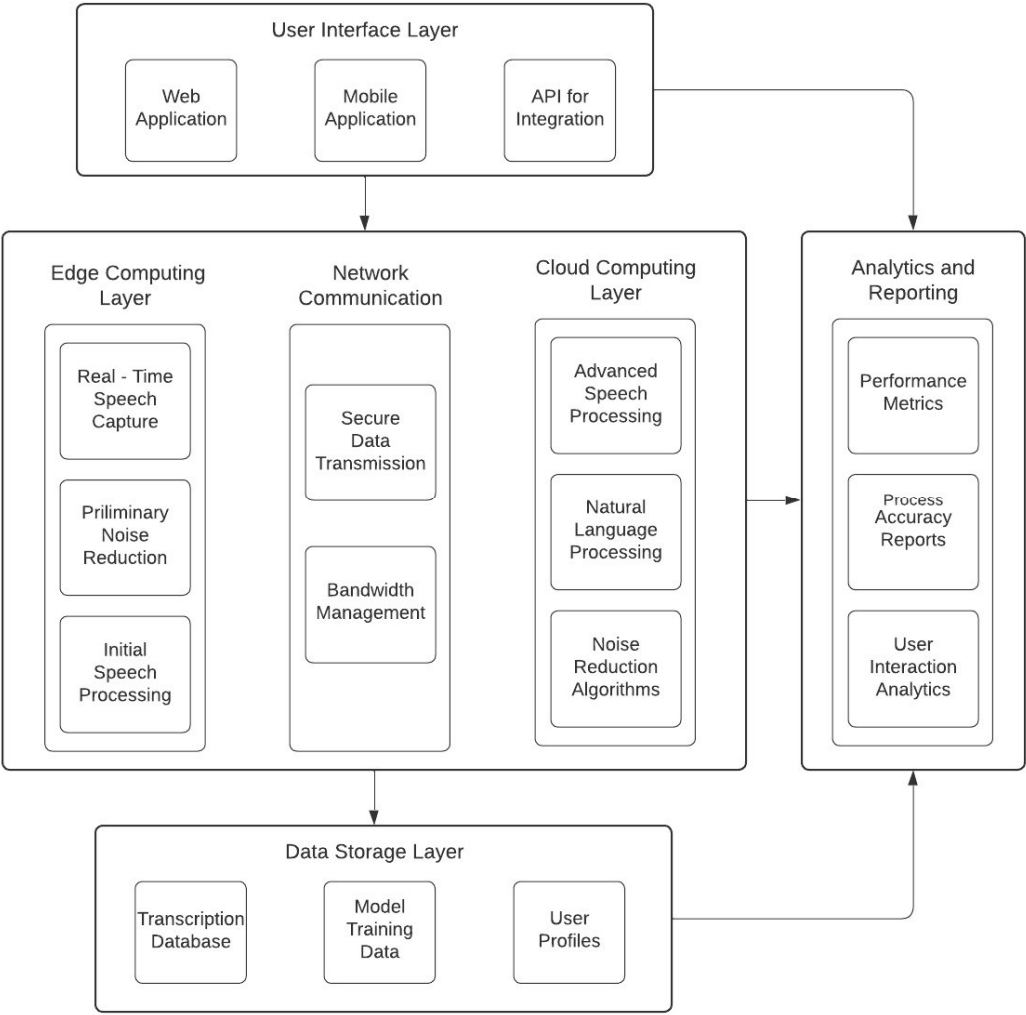 User Interface Layer
Web
Application
Mobile
Application
API for
Integration
Edge Computing
Layer
Real - Time
Speech
Capture
Priliminary
Noise
Reduction
Initial
Speech
Processing
Network
Communication
Secure
Data
Transmission
Bandwidth
Management
Cloud Computing
Layer
Advanced
Speech
Processing
Natural
Language
Processing
Noise
Reduction
Algorithms
Analytics and
Reporting
Performance
Metrics
Process
Accuracy
Reports
User
Interaction
Analytics
Data Storage Layer
Transcription
Database
Model
Training
Data
User
Profiles